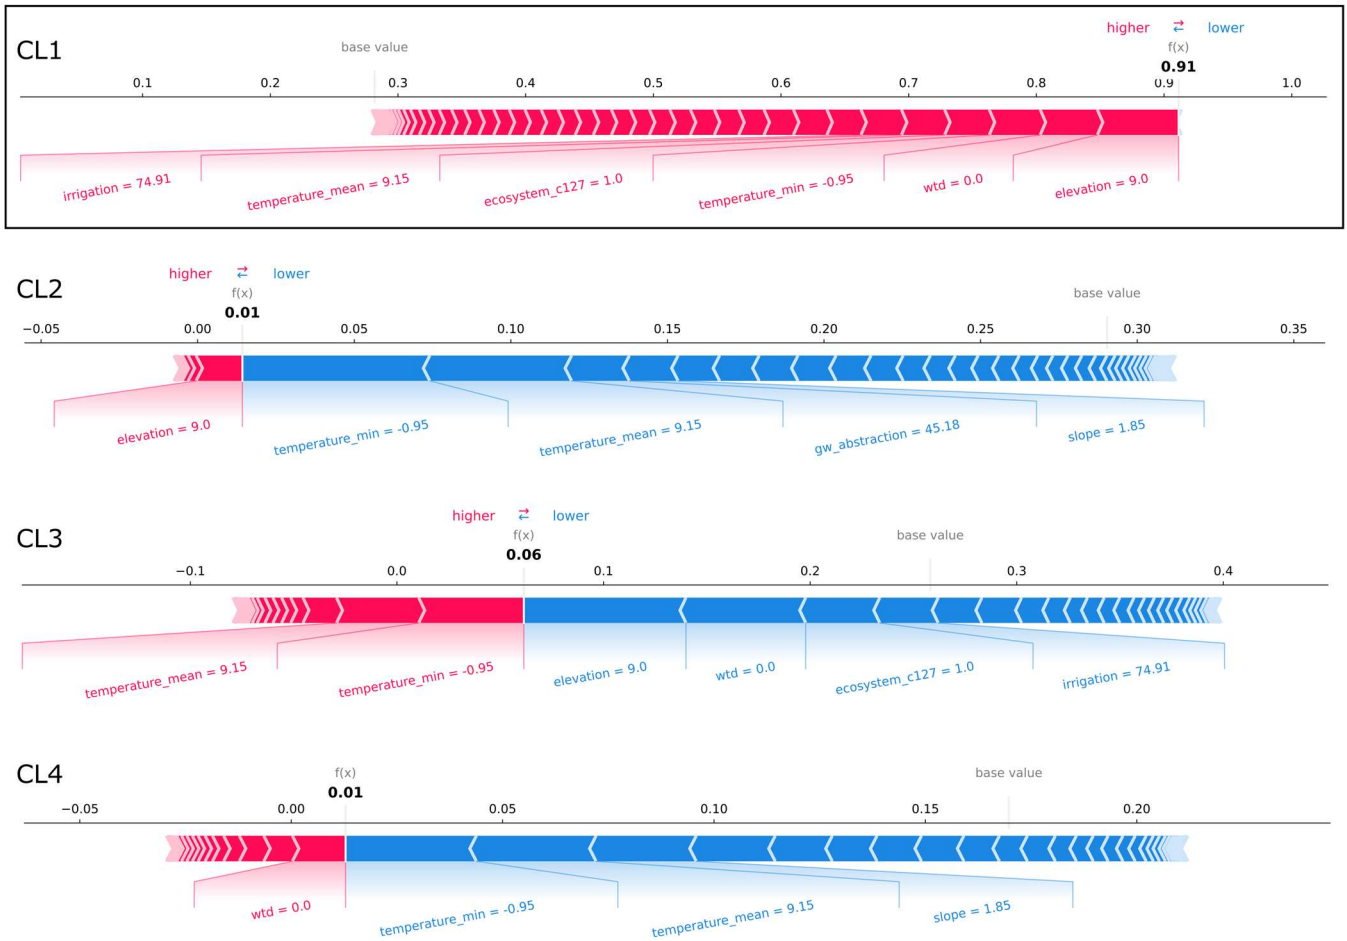 higher ⇄ lower
CL1
base value
f(x)
0.91
0.1 0.2 0.3 0.4 0.5 0.6 0.7 0.8 0.9 1.0
irrigation = 74.91 temperature_mean = 9.15 ecosystem_c127 = 1.0 temperature_min = -0.95 wtd = 0.0 elevation = 9.0
higher ⇄ lower
CL2
f(x)
base value
0.01
−0.05 0.00 0.05 0.10 0.15 0.20 0.25 0.30 0.35
elevation = 9.0 temperature_min = -0.95 temperature_mean = 9.15 gw_abstraction = 45.18 slope = 1.85
higher ⇄ lower
CL3
f(x)
base value
0.06
−0.1 0.0 0.1 0.2 0.3 0.4
temperature_mean = 9.15 temperature_min = -0.95 elevation = 9.0 wtd = 0.0 ecosystem_c127 = 1.0 irrigation = 74.91
CL4
f(x)
base value
0.01
−0.05 0.00 0.05 0.10 0.15 0.20
wtd = 0.0 temperature_min = -0.95 temperature_mean = 9.15 slope = 1.85